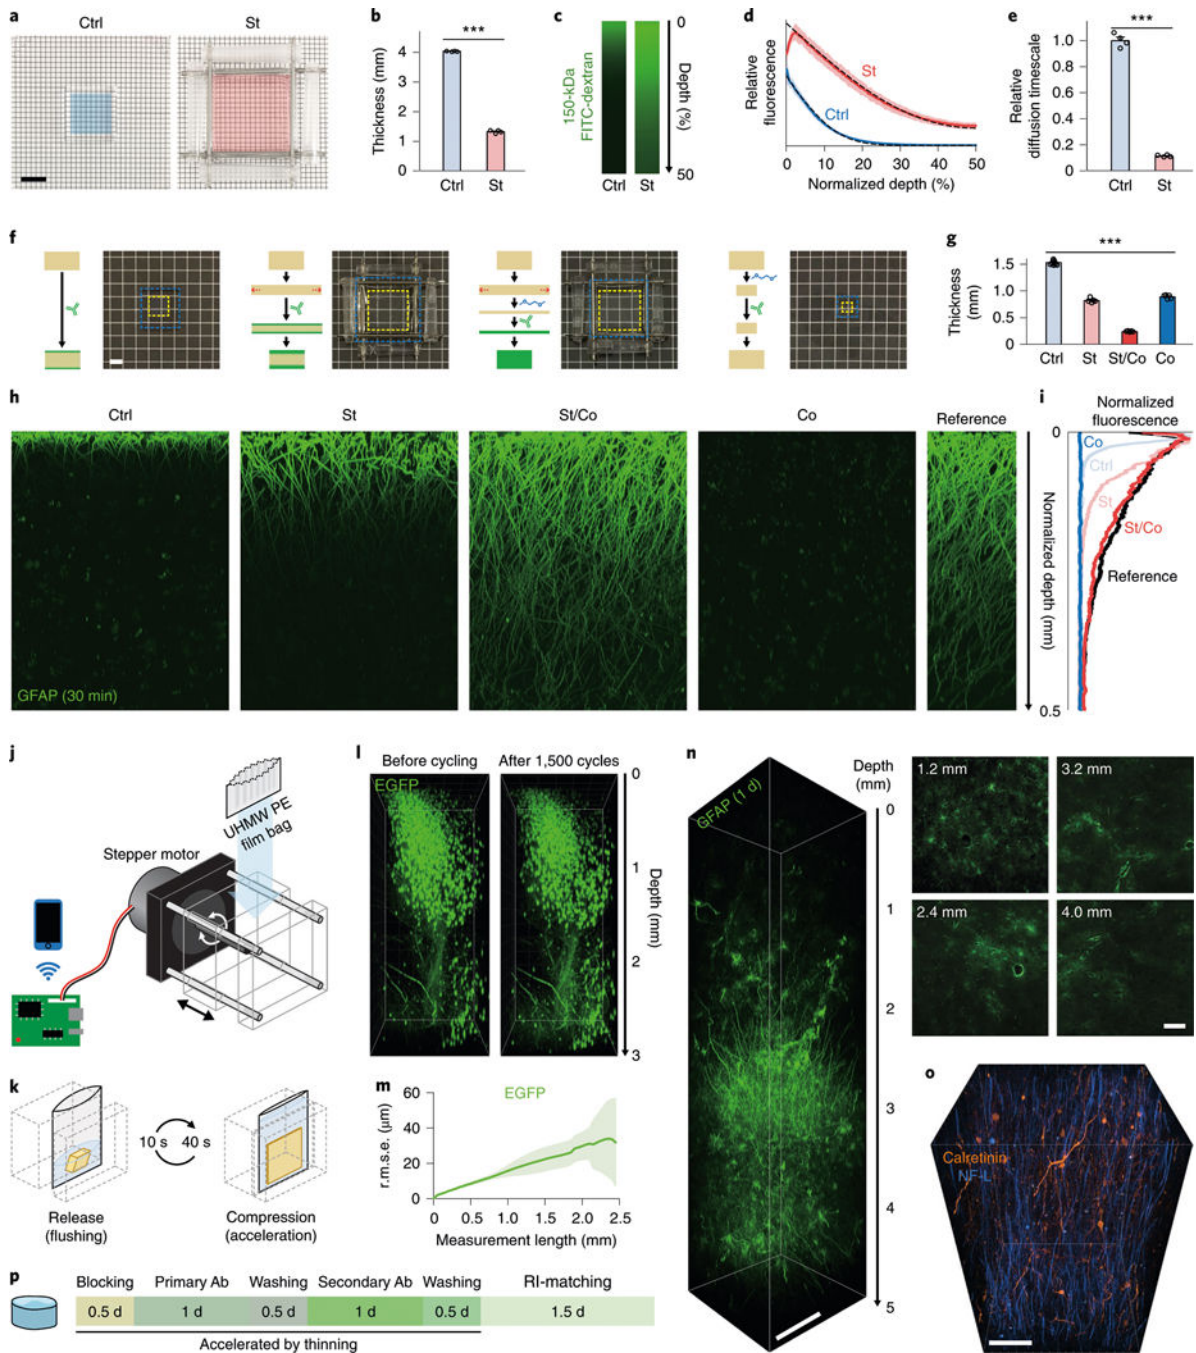 a
Ctrl
St
b
Thickness (mm)
4
3
2
1
0
***
Ctrl
St
c
150-kDa
FITC-dextran
0
Depth (%)
50
Ctrl
St
d
Relative
fluorescence
St
Ctrl
0 10 20 30 40 50
Normalized depth (%)
e
Relative
diffusion timescale
1.0
0.8
0.6
0.4
0.2
0
***
Ctrl
St
f
g
Thickness
(mm)
1.5
1.0
0.5
0
***
Ctrl
St
St/Co
Co
h
Ctrl
St
St/Co
Co
Reference
GFAP (30 min)
i
Normalized
fluorescence
0
Co
Ctrl
St
St/Co
Reference
Normalized depth
(mm)
0.5
j
UHMW PE
film bag
Stepper motor
k
10 s
40 s
Release
(flushing)
Compression
(acceleration)
l
Before cycling
After 1,500 cycles
EGFP
0
1
2
3
Depth (mm)
m
EGFP
r.m.s.e. (μm)
60
40
20
0
0 0.5 1.0 1.5 2.0 2.5
Measurement length (mm)
n
GFAP (1 d)
Depth
(mm)
0
1
2
3
4
5
1.2 mm
3.2 mm
2.4 mm
4.0 mm
o
Calretinin
NF-L
p
Blocking
Primary Ab
Washing
Secondary Ab
Washing
RI-matching
0.5 d
1 d
0.5 d
1 d
0.5 d
1.5 d
Accelerated by thinning